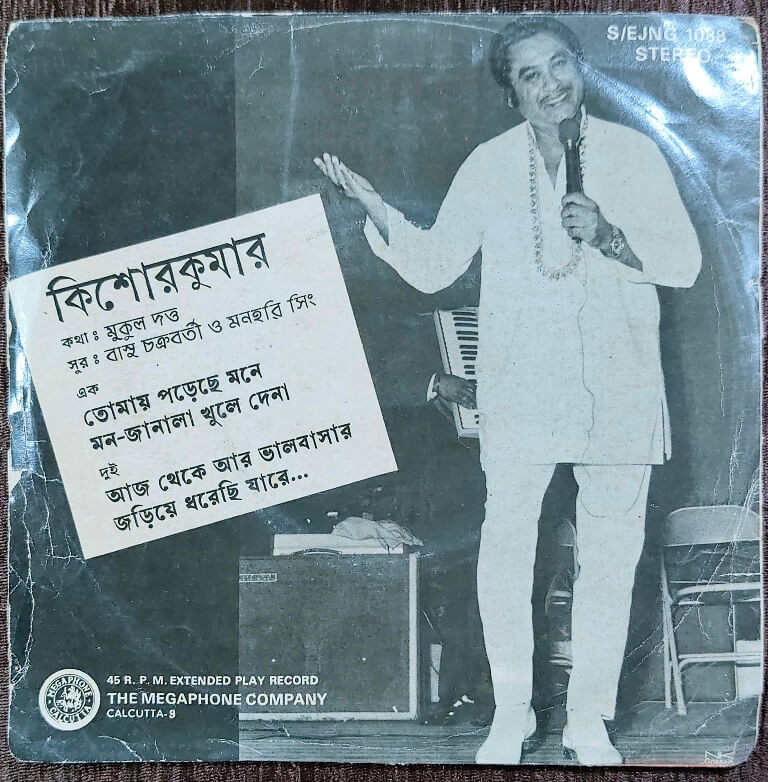 S/EJNG 1038
STEREO
কিশোরকুমার
কথা : মুকুল দত্ত
সুর : বাসু চক্রবর্তী ও মনহরি সিং
এক
তোমায় পড়েছে মনে
মন-জানালা খুলে দেনা
দুই
আজ থেকে আর ভালবাসার
জড়িয়ে ধরেছি যারে...
MEGAPHONE
CALCUTTA
45 R. P. M. EXTENDED PLAY RECORD
THE MEGAPHONE COMPANY
CALCUTTA-9